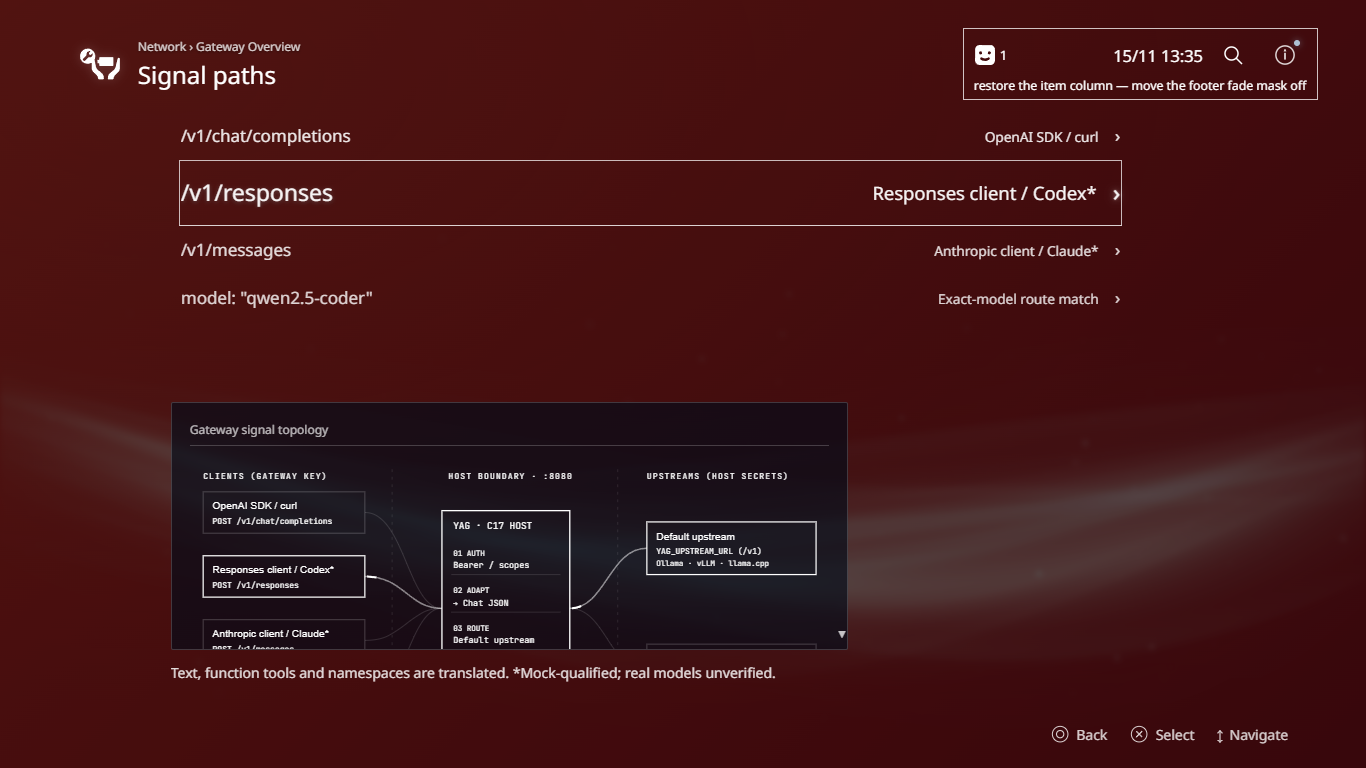 Network › Gateway Overview
Signal paths
1
15/11 13:35
restore the item column — move the footer fade mask off
/v1/chat/completions
OpenAI SDK / curl ›
/v1/responses
Responses client / Codex* ›
/v1/messages
Anthropic client / Claude* ›
model: "qwen2.5-coder"
Exact-model route match ›
Gateway signal topology
CLIENTS (GATEWAY KEY)
OpenAI SDK / curl
POST /v1/chat/completions
Responses client / Codex*
POST /v1/responses
Anthropic client / Claude*
POST /v1/messages
HOST BOUNDARY · :8080
YAG · C17 HOST
01 AUTH
Bearer / scopes
02 ADAPT
→ Chat JSON
03 ROUTE
Default upstream
UPSTREAMS (HOST SECRETS)
Default upstream
YAG_UPSTREAM_URL (/v1)
Ollama · vLLM · llama.cpp
Text, function tools and namespaces are translated. *Mock-qualified; real models unverified.
Back
Select
Navigate